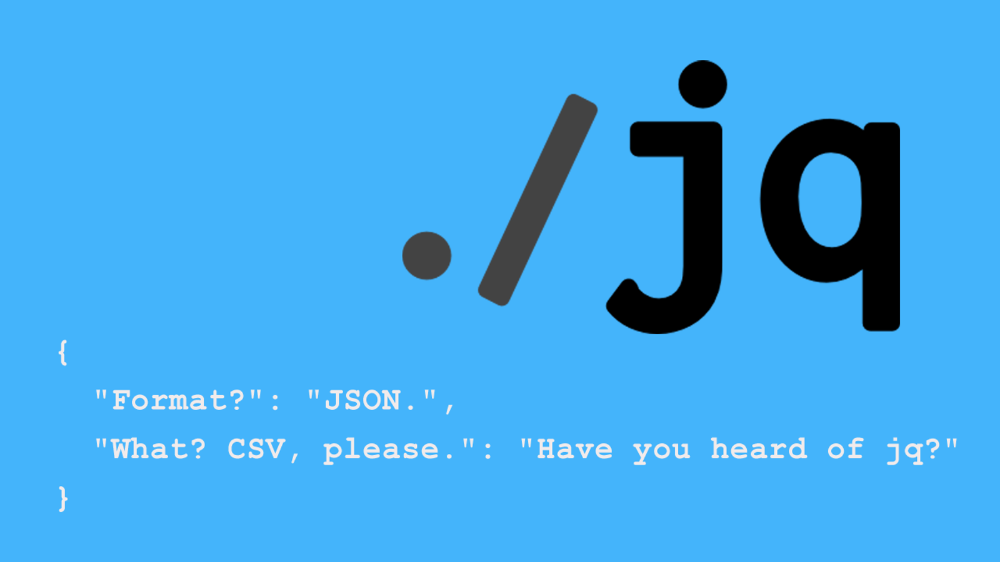 ./jq
{
"Format?": "JSON.",
"What? CSV, please.": "Have you heard of jq?"
}